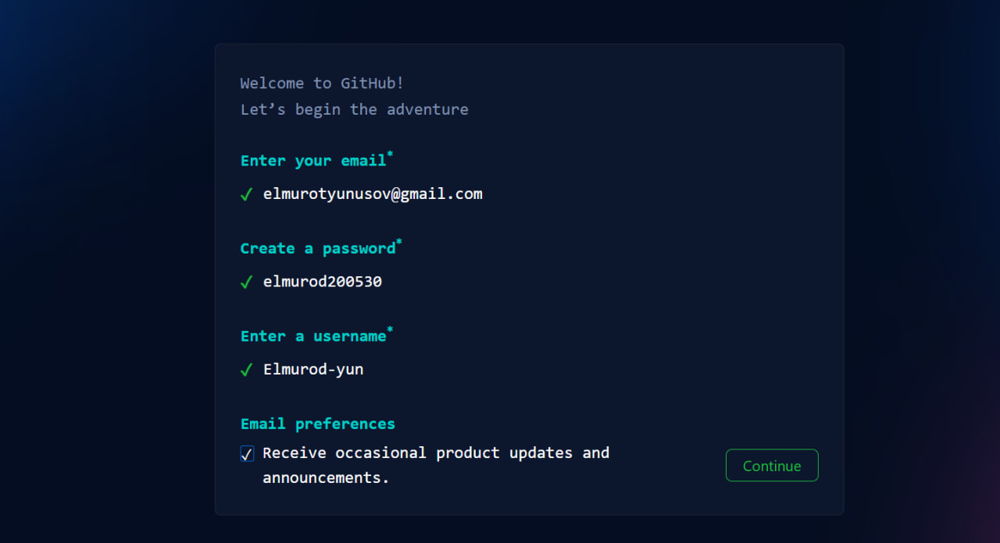 Welcome to GitHub!
Let’s begin the adventure
Enter your email*
✓ elmurotyunusov@gmail.com
Create a password*
✓ elmurod200530
Enter a username*
✓ Elmurod-yun
Email preferences
✓ Receive occasional product updates and
announcements.
Continue